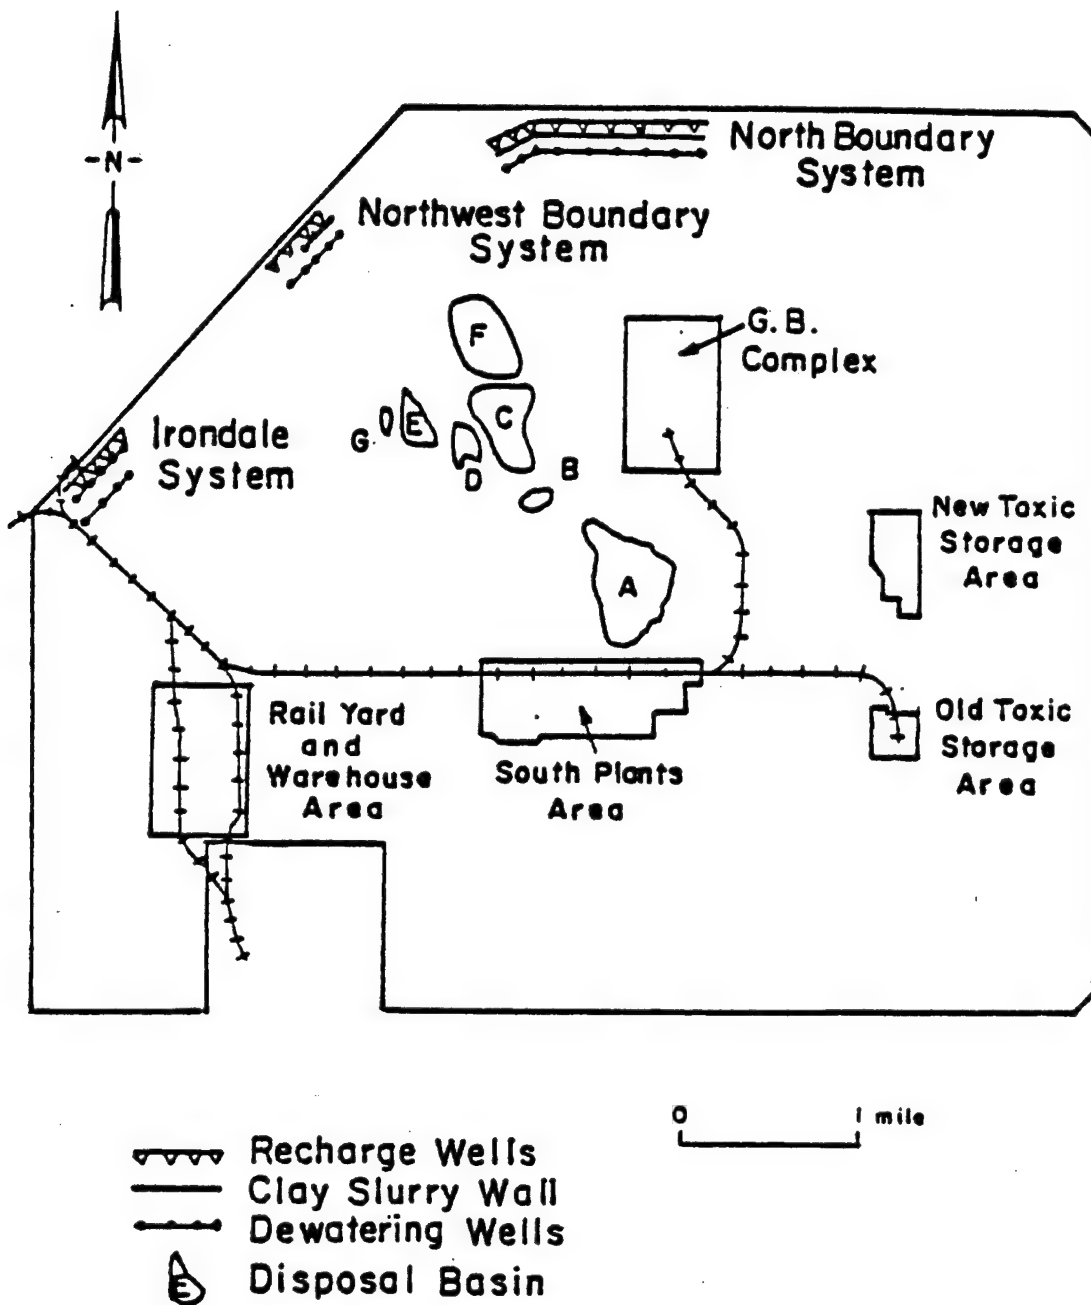 -N-
North Boundary
System
Northwest Boundary
System
F
G.B.
Complex
C
E
G
D
B
Irondale
System
New Toxic
Storage
Area
A
Rail Yard
and
Warehouse
Area
South Plants
Area
Old Toxic
Storage
Area
0 1 mile
Recharge Wells
Clay Slurry Wall
Dewatering Wells
E Disposal Basin